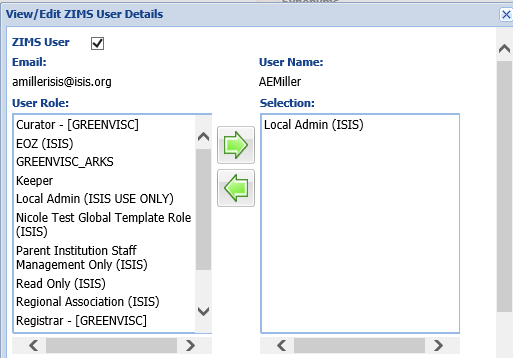 View/Edit ZIMS User Details
ZIMS User
Email:
User Name:
amillerisis@isis.org
AEMiller
User Role:
Selection:
Curator - [GREENVISC]
EOZ (ISIS)
GREENVISC_ARKS
Keeper
Local Admin (ISIS USE ONLY)
Nicole Test Global Template Role
(ISIS)
Parent Institution Staff
Management Only (ISIS)
Read Only (ISIS)
Regional Association (ISIS)
Registrar - [GREENVISC]
Local Admin (ISIS)